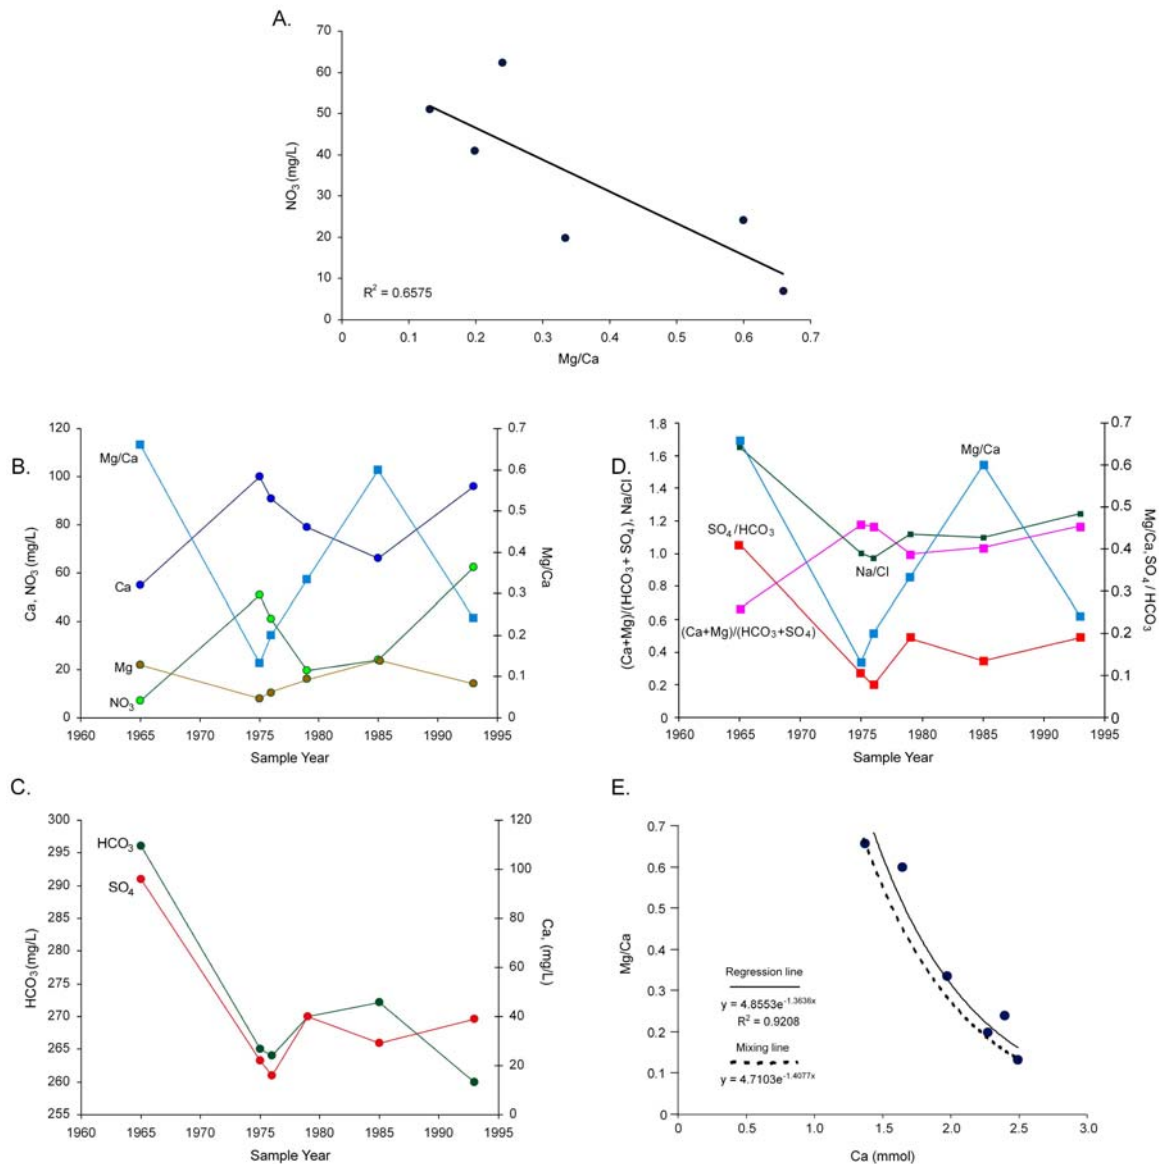 A.
70
60
50
40
30
20
10
0
NO₃ (mg/L)
R² = 0.6575
0 0.1 0.2 0.3 0.4 0.5 0.6 0.7
Mg/Ca
B.
120
100
80
60
40
20
0
Ca, NO₃ (mg/L)
Mg/Ca
Ca
Mg
NO₃
0.7
0.6
0.5
0.4
0.3
0.2
0.1
0
Mg/Ca
1960 1965 1970 1975 1980 1985 1990 1995
Sample Year
D.
1.8
1.6
1.4
1.2
1.0
0.8
0.6
0.4
0.2
0
(Ca+Mg)/(HCO₃ + SO₄), Na/Cl
Mg/Ca
SO₄/HCO₃
Na/Cl
(Ca+Mg)/(HCO₃+SO₄)
0.7
0.6
0.5
0.4
0.3
0.2
0.1
0
Mg/Ca, SO₄ / HCO₃
1960 1965 1970 1975 1980 1985 1990 1995
Sample Year
C.
300
295
290
285
280
275
270
265
260
255
HCO₃ (mg/L)
HCO₃
SO₄
120
100
80
60
40
20
0
Ca, (mg/L)
1960 1965 1970 1975 1980 1985 1990 1995
Sample Year
E.
0.7
0.6
0.5
0.4
0.3
0.2
0.1
0
Mg/Ca
Regression line
y = 4.8553e^-1.3636x
R² = 0.9208
Mixing line
y = 4.7103e^-1.4077x
0 0.5 1.0 1.5 2.0 2.5 3.0
Ca (mmol)